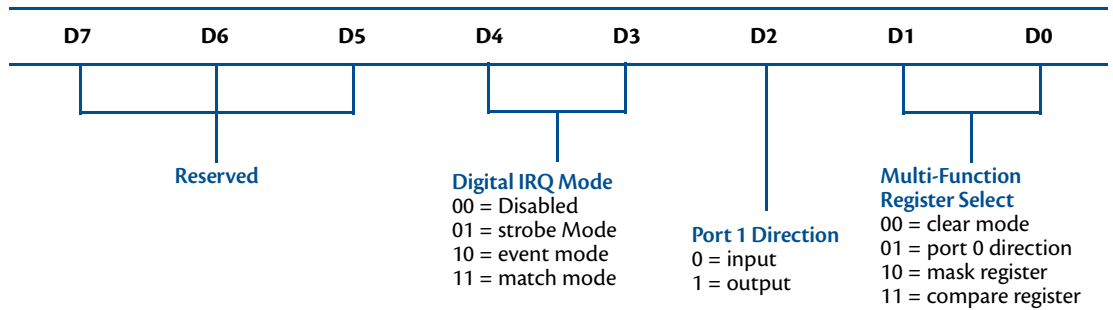 D7 D6 D5 D4 D3 D2 D1 D0
Reserved
Digital IRQ Mode
00 = Disabled
01 = strobe Mode
10 = event mode
11 = match mode
Port 1 Direction
0 = input
1 = output
Multi-Function
Register Select
00 = clear mode
01 = port 0 direction
10 = mask register
11 = compare register